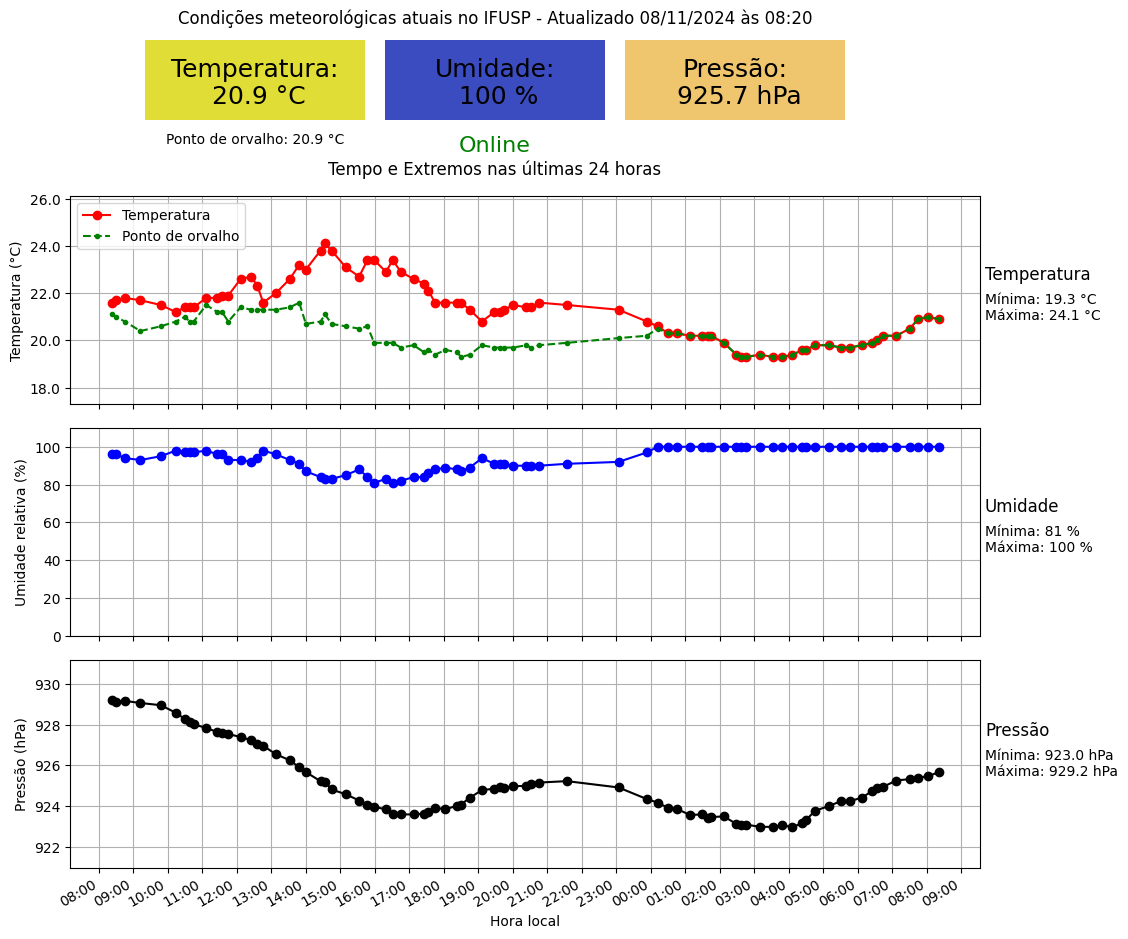 Condições meteorológicas atuais no IFUSP - Atualizado 08/11/2024 às 08:20
Temperatura:
20.9 °C
Umidade:
100 %
Pressão:
925.7 hPa
Ponto de orvalho: 20.9 °C
Online
Tempo e Extremos nas últimas 24 horas
26.0
24.0
22.0
20.0
18.0
Temperatura (°C)
Temperatura
Ponto de orvalho
Temperatura
Mínima: 19.3 °C
Máxima: 24.1 °C
100
80
60
40
20
0
Umidade relativa (%)
Umidade
Mínima: 81 %
Máxima: 100 %
930
928
926
924
922
Pressão (hPa)
Pressão
Mínima: 923.0 hPa
Máxima: 929.2 hPa
08:00 09:00 10:00 11:00 12:00 13:00 14:00 15:00 16:00 17:00 18:00 19:00 20:00 21:00 22:00 23:00 00:00 01:00 02:00 03:00 04:00 05:00 06:00 07:00 08:00 09:00
Hora local